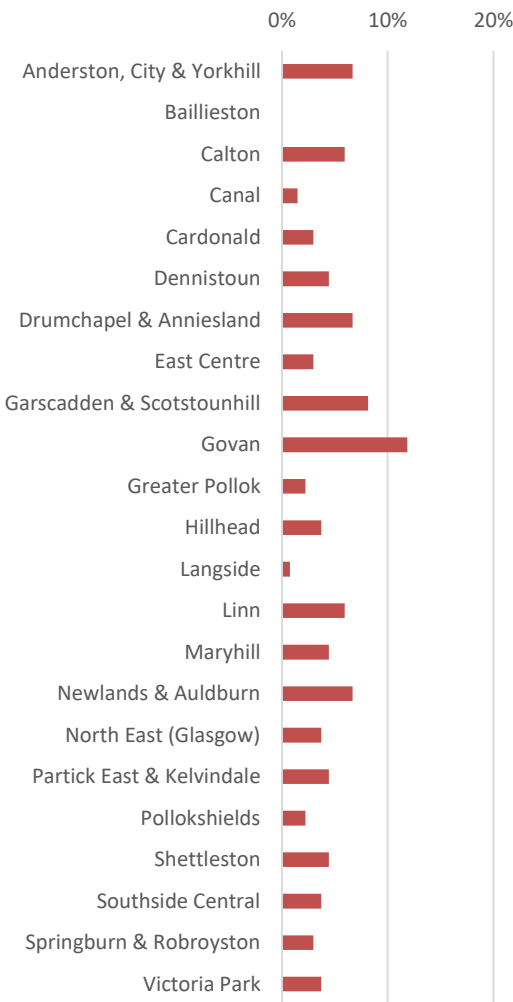 0% 10% 20%
Anderston, City & Yorkhill
Baillieston
Calton
Canal
Cardonald
Dennistoun
Drumchapel & Anniesland
East Centre
Garscadden & Scotstounhill
Govan
Greater Pollok
Hillhead
Langside
Linn
Maryhill
Newlands & Auldburn
North East (Glasgow)
Partick East & Kelvindale
Pollokshields
Shettleston
Southside Central
Springburn & Robroyston
Victoria Park